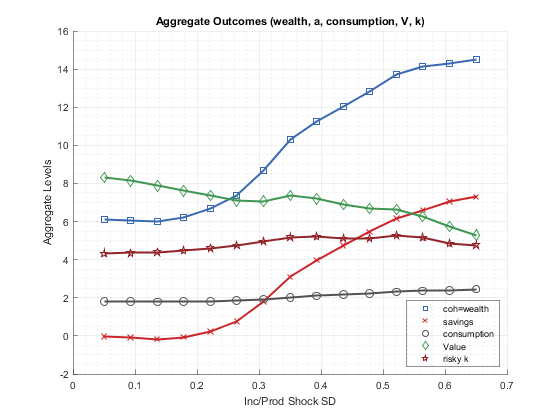 Aggregate Outcomes (wealth, a, consumption, V, k)
16
14
12
10
8
6
4
2
0
-2
Aggregate Levels
0
0.1
0.2
0.3
0.4
0.5
0.6
0.7
Inc/Prod Shock SD
coh=wealth
savings
consumption
Value
risky k